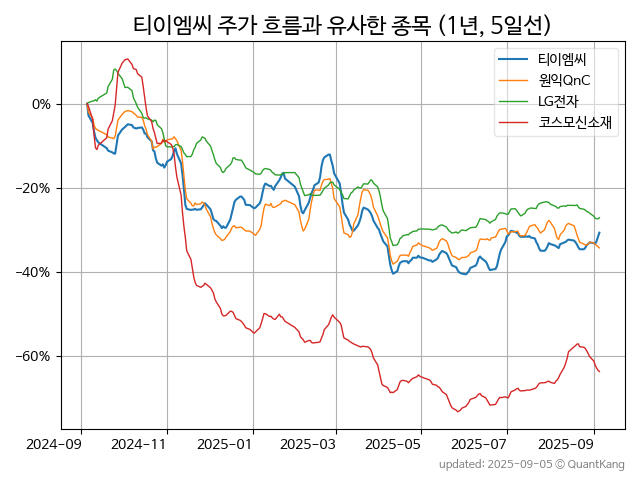 티이엠씨 주가 흐름과 유사한 종목 (1년, 5일선)
티이엠씨
원익QnC
LG전자
코스모신소재
0%
−20%
−40%
−60%
2024-09 2024-11 2025-01 2025-03 2025-05 2025-07 2025-09
updated: 2025-09-05 © QuantKang